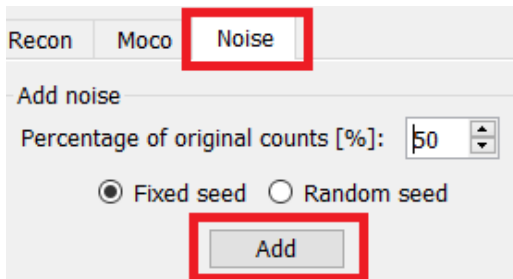 Recon Moco Noise
Add noise
Percentage of original counts [%]: 50
Fixed seed Random seed
Add